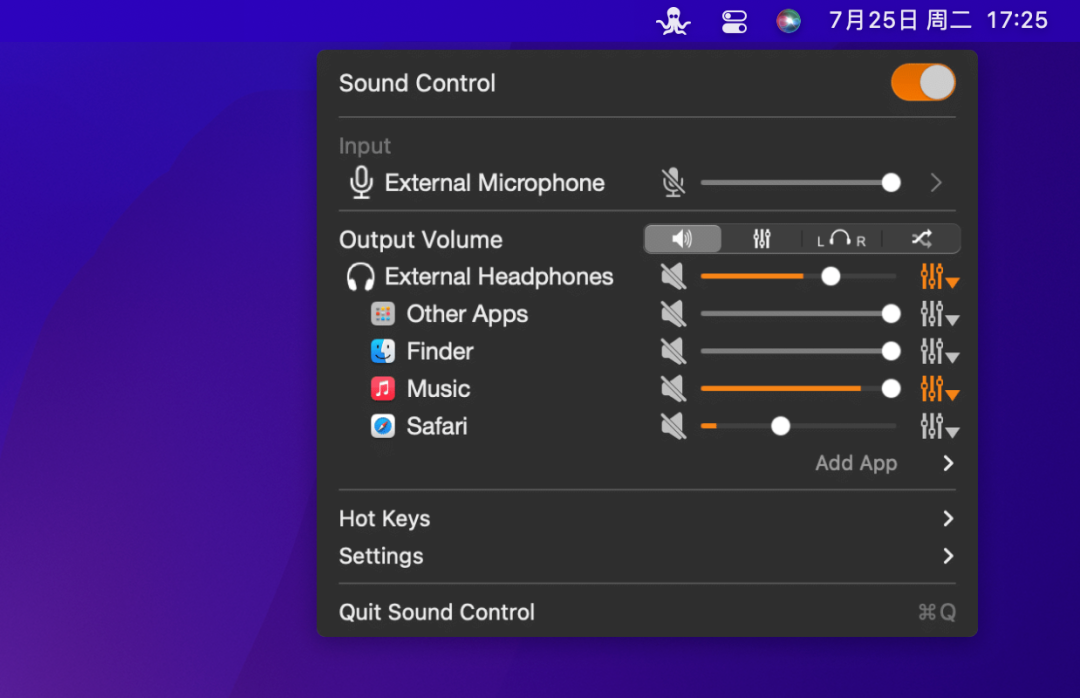 7月25日 周二 17:25
Sound Control
Input
External Microphone
Output Volume
L R
External Headphones
Other Apps
Finder
Music
Safari
Add App
Hot Keys
Settings
Quit Sound Control ⌘Q